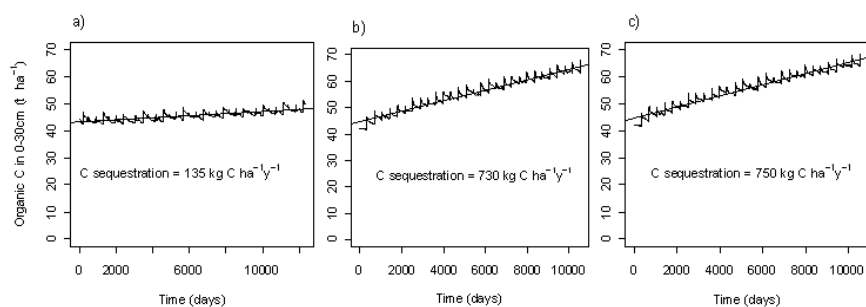 a)
b)
c)
Organic C in 0-30cm (t ha⁻¹)
70
60
50
40
30
20
10
0
C sequestration = 135 kg C ha⁻¹y⁻¹
0 2000 6000 10000
Time (days)
70
60
50
40
30
20
10
0
C sequestration = 730 kg C ha⁻¹y⁻¹
0 2000 4000 6000 8000 10000
Time (days)
70
60
50
40
30
20
10
0
C sequestration = 750 kg C ha⁻¹y⁻¹
0 2000 4000 6000 8000 10000
Time (days)